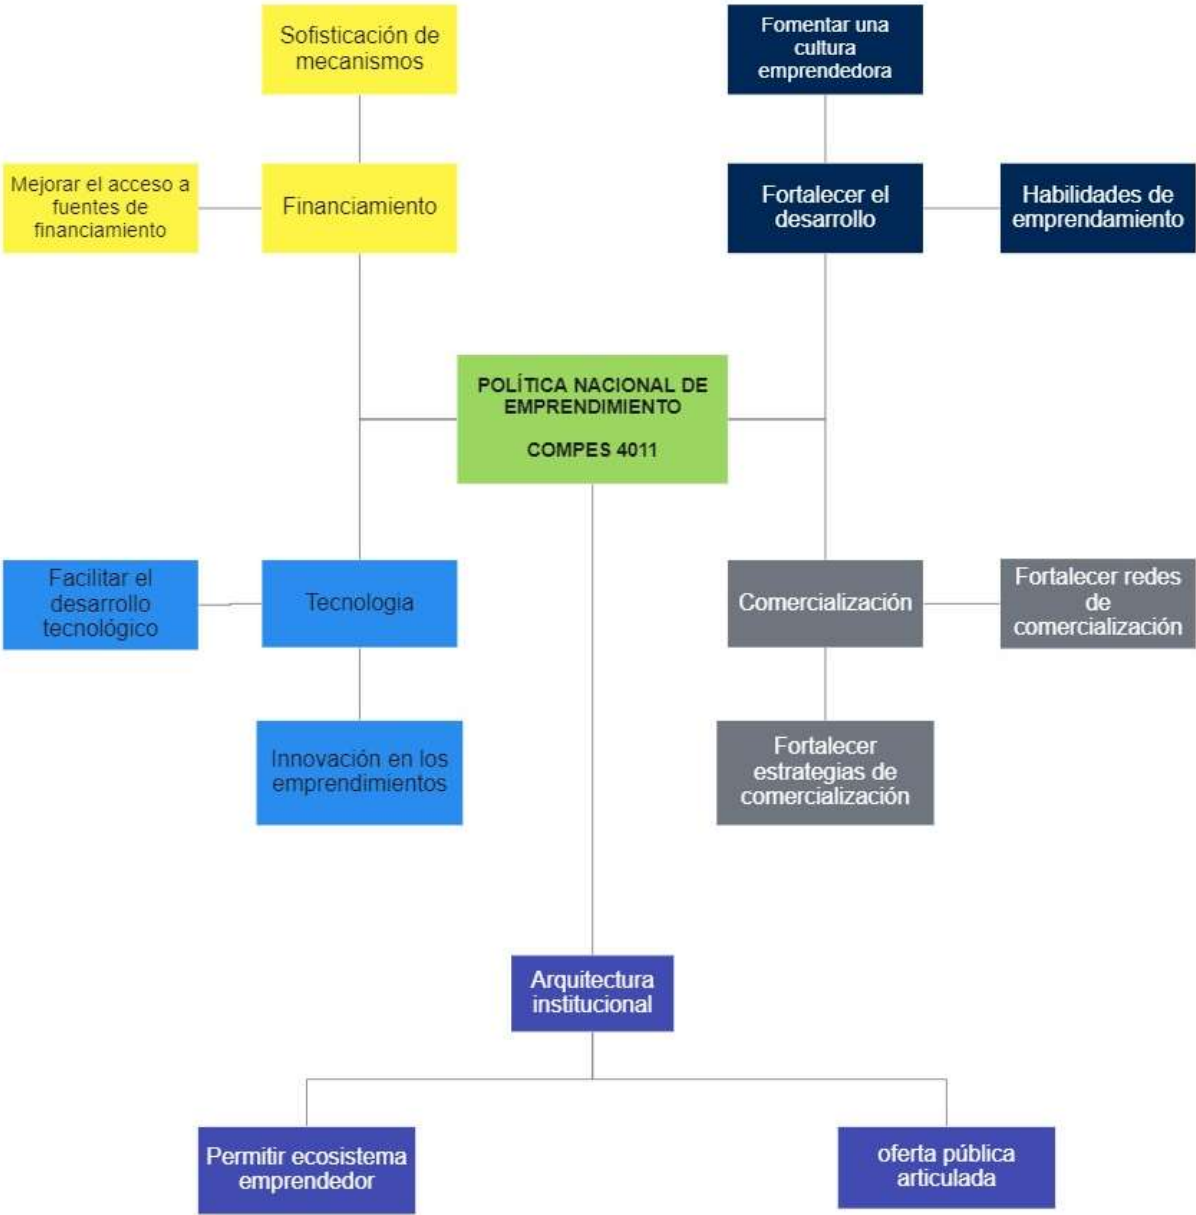 Sofisticación de
mecanismos
Fomentar una
cultura
emprendedora
Mejorar el acceso a
fuentes de
financiamiento
Financiamiento
Fortalecer el
desarrollo
Habilidades de
emprendamiento
POLÍTICA NACIONAL DE
EMPRENDIMIENTO
COMPES 4011
Facilitar el
desarrollo
tecnológico
Tecnologia
Comercialización
Fortalecer redes
de
comercialización
Innovación en los
emprendimientos
Fortalecer
estrategias de
comercialización
Arquitectura
institucional
Permitir ecosistema
emprendedor
oferta pública
articulada